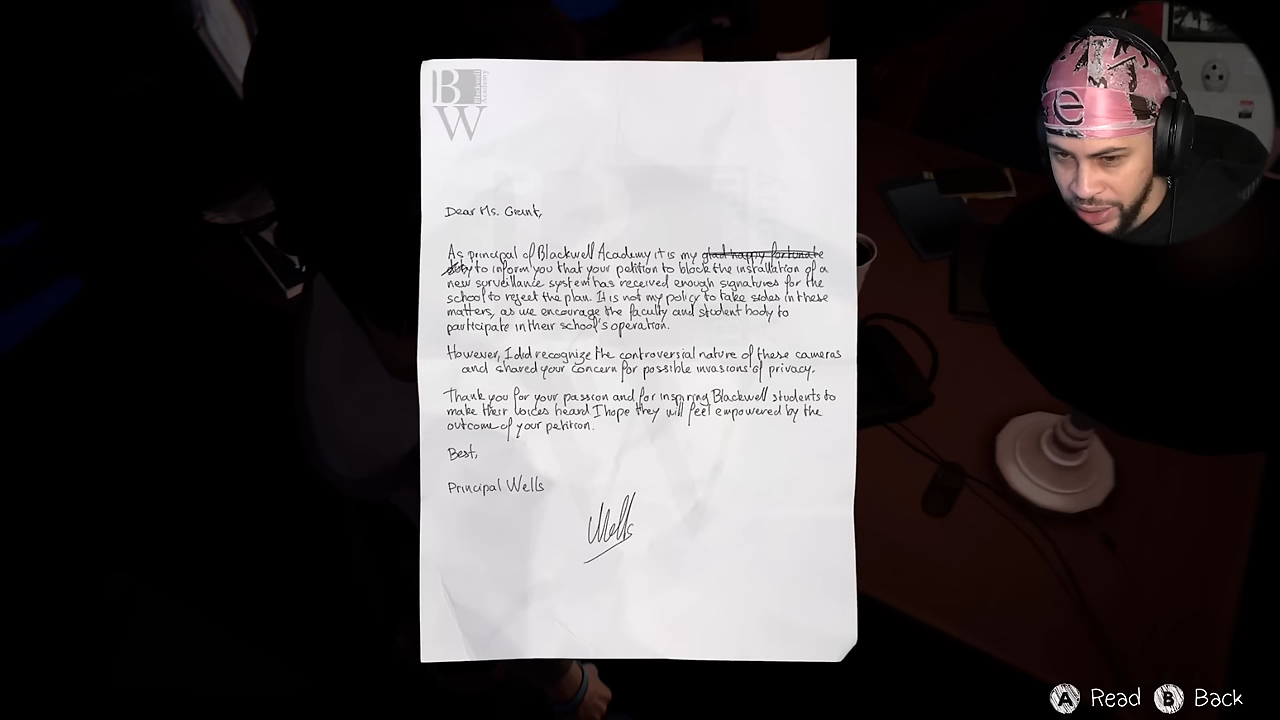 B
W
Blackwell
Academy
Dear Ms. Grant,
As principal of Blackwell Academy it is my glad happy fortunate
duty to inform you that your petition to block the installation of a
new surveillance system has received enough signatures for the
school to reject the plan. It is not my policy to take sides in these
matters, as we encourage the faculty and student body to
participate in their school's operation.
However, I did recognize the controversial nature of these cameras
and shared your concern for possible invasions of privacy.
Thank you for your passion and for inspiring Blackwell students to
make their voices heard I hope they will feel empowered by the
outcome of your petition.
Best,
Principal Wells
Wells
e
A Read B Back